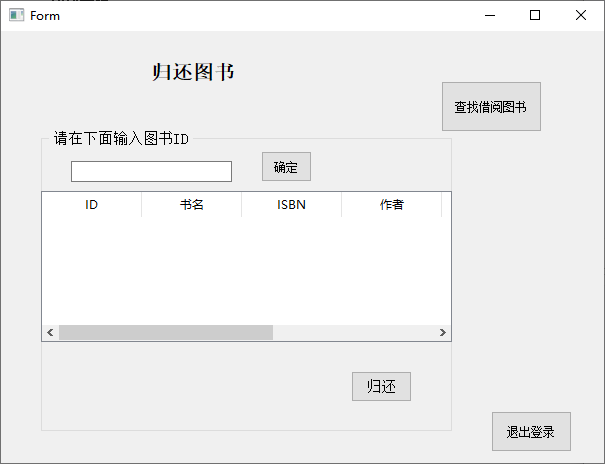 Form
归还图书
查找借阅图书
请在下面输入图书ID
确定
ID 书名 ISBN 作者
归还
退出登录